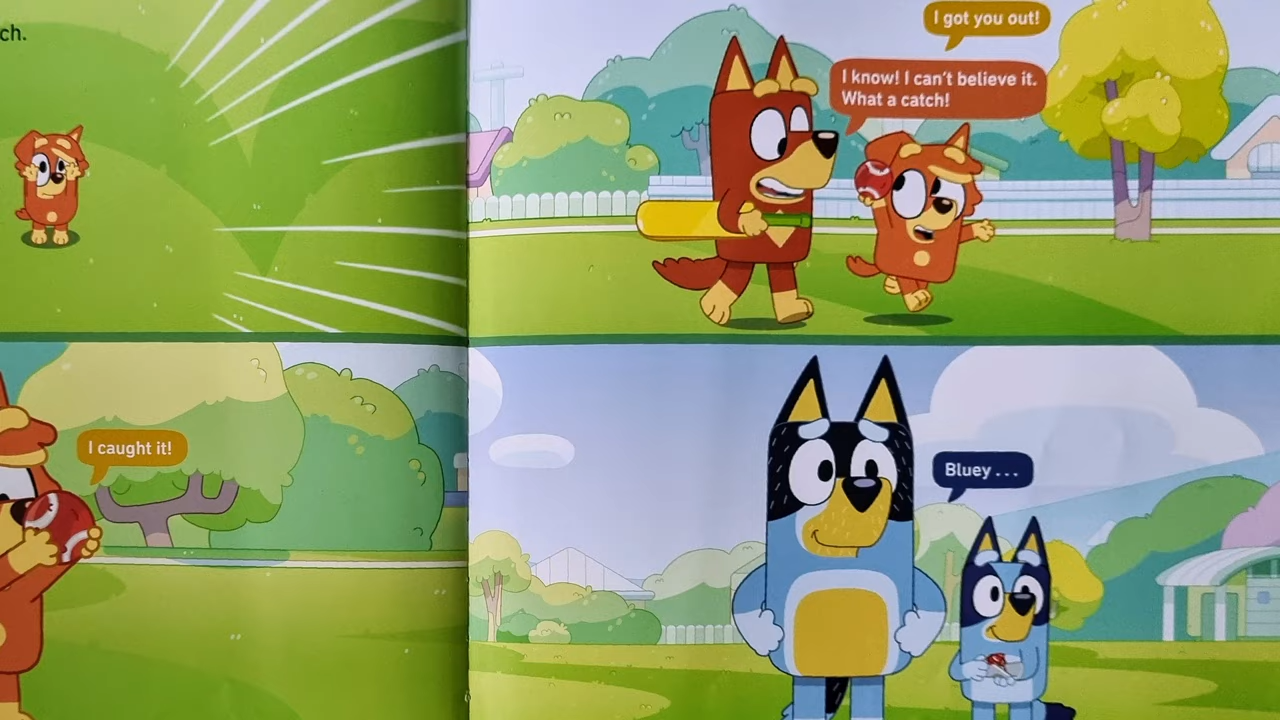 ch.
I caught it!
I got you out!
I know! I can't believe it.
What a catch!
Bluey . . .